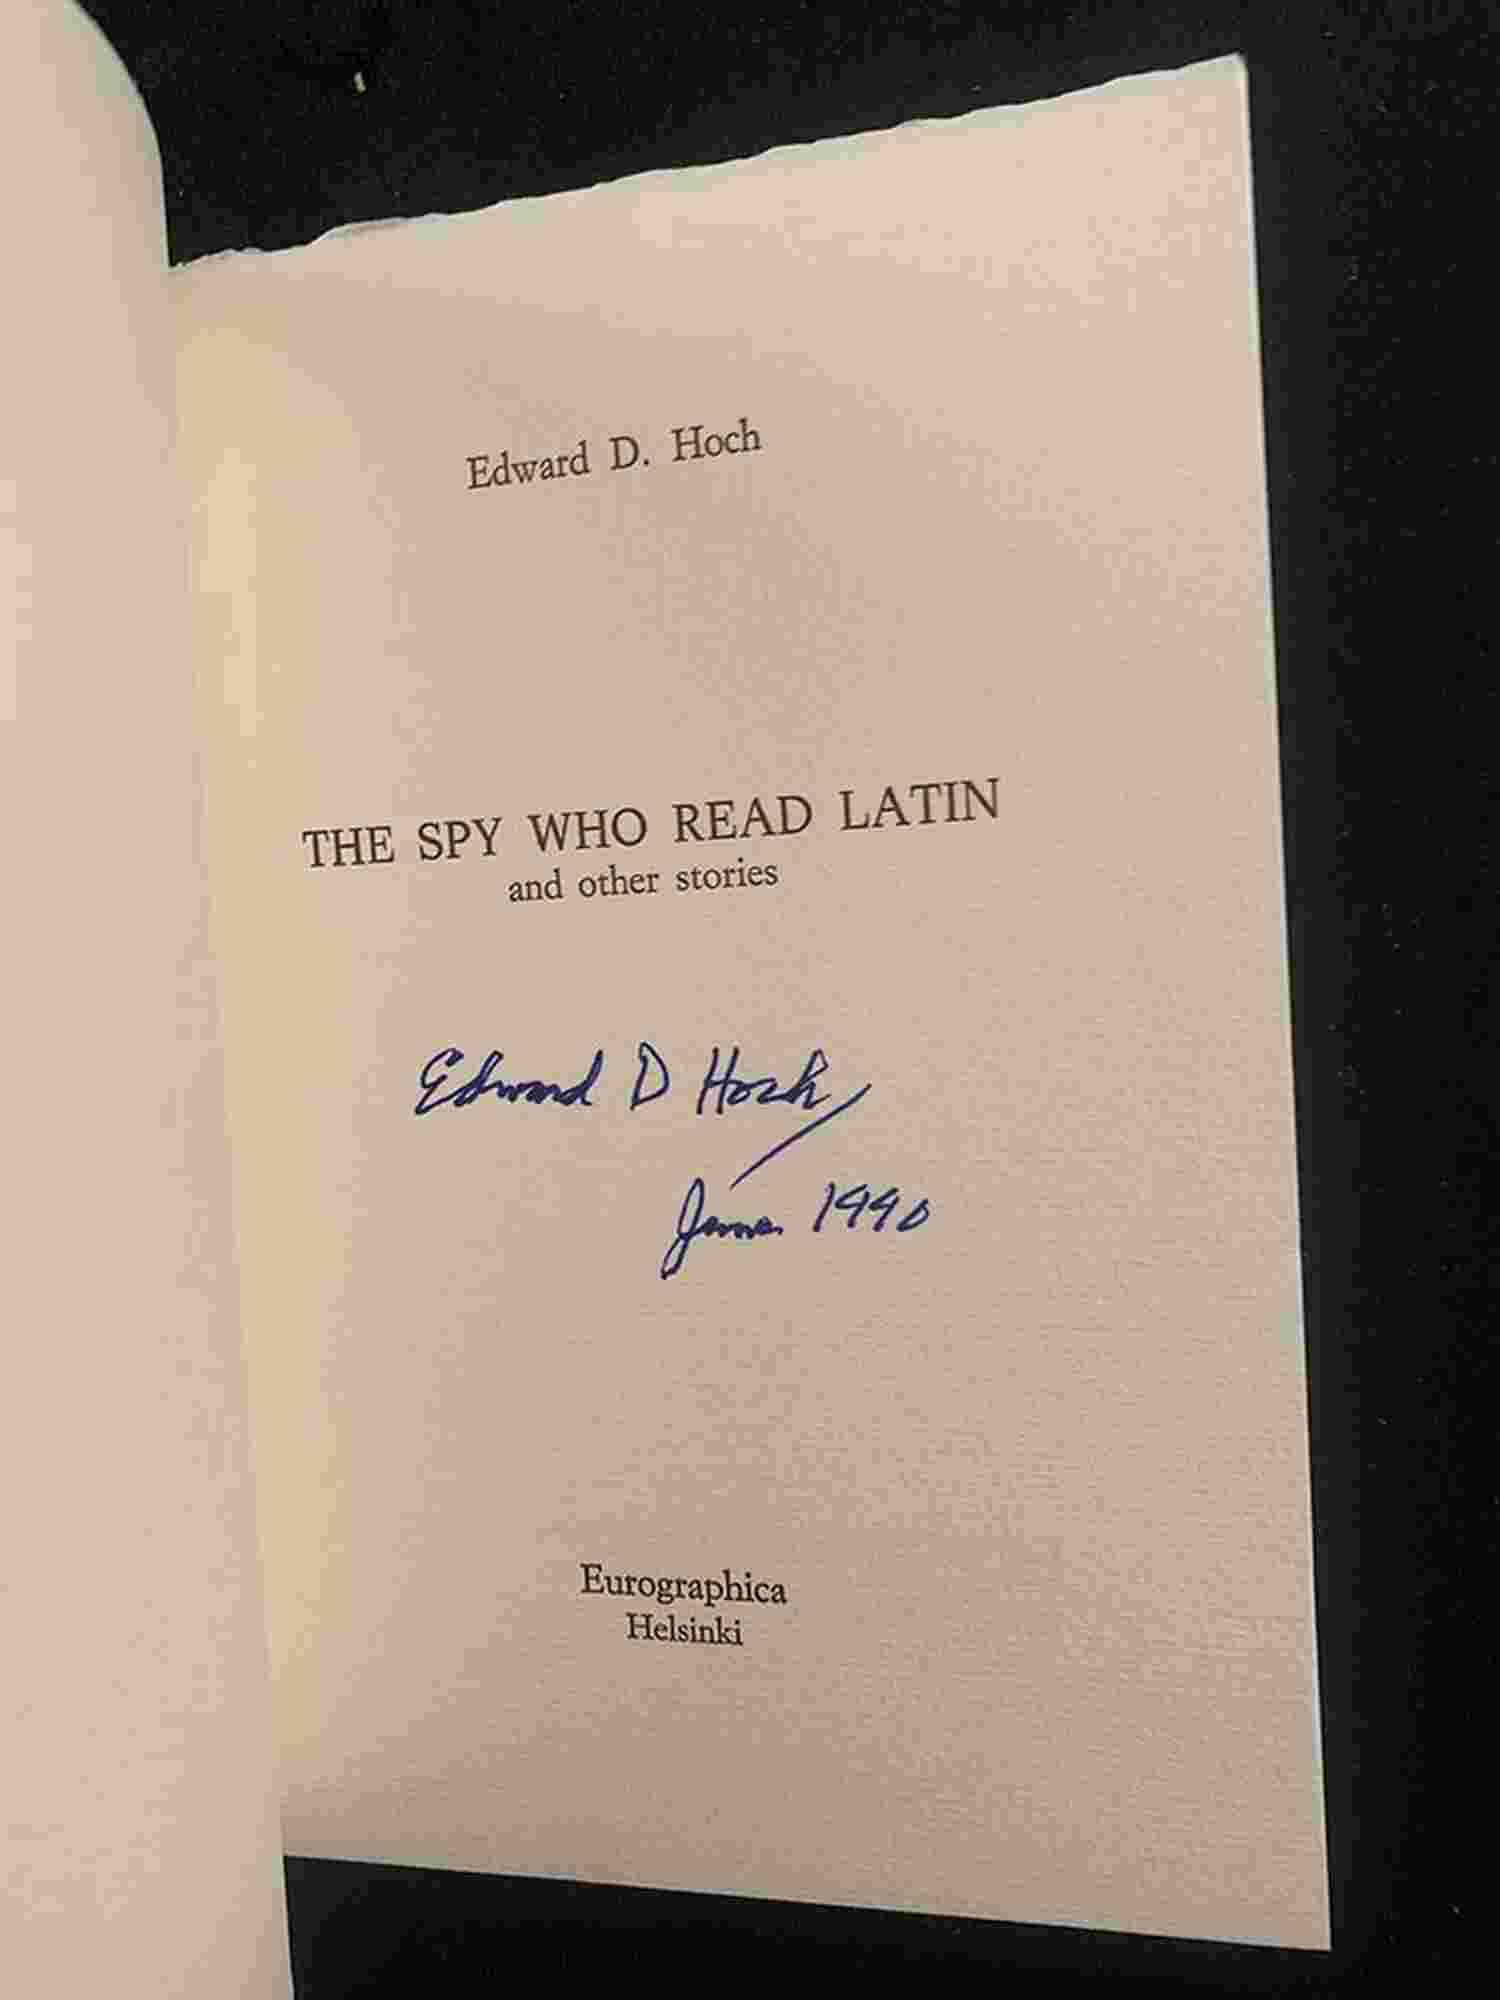 Edward D. Hoch
THE SPY WHO READ LATIN
and other stories
Edward D Hoch
1990
Eurographica
Helsinki